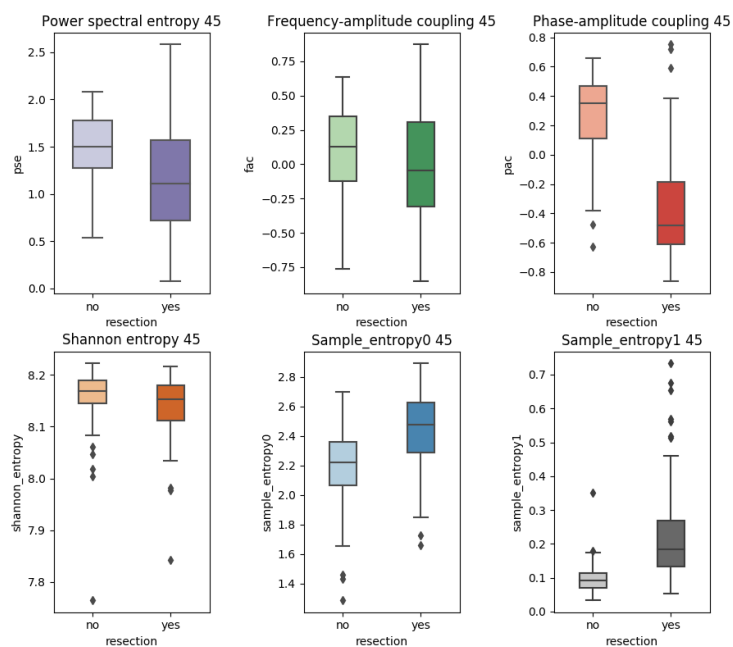 Power spectral entropy 45
2.5
2.0
1.5
1.0
0.5
0.0
pse
no
yes
resection
Frequency-amplitude coupling 45
0.75
0.50
0.25
0.00
−0.25
−0.50
−0.75
fac
no
yes
resection
Phase-amplitude coupling 45
0.8
0.6
0.4
0.2
0.0
−0.2
−0.4
−0.6
−0.8
pac
no
yes
resection
Shannon entropy 45
8.2
8.1
8.0
7.9
7.8
shannon_entropy
no
yes
resection
Sample_entropy0 45
2.8
2.6
2.4
2.2
2.0
1.8
1.6
1.4
sample_entropy0
no
yes
resection
Sample_entropy1 45
0.7
0.6
0.5
0.4
0.3
0.2
0.1
0.0
sample_entropy1
no
yes
resection